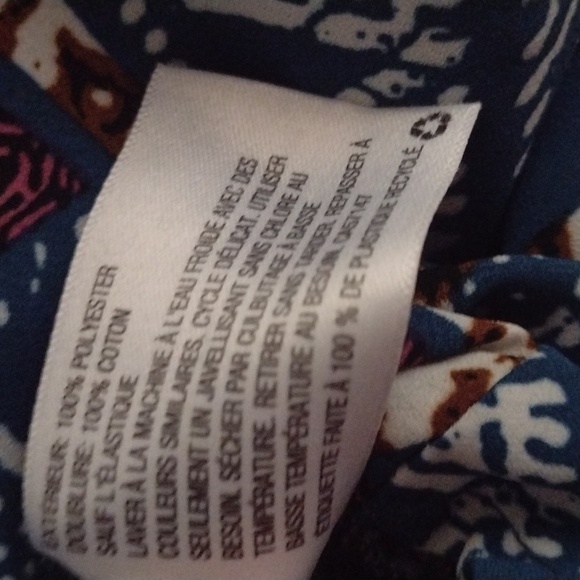 EXTÉRIEUR: 100% POLYESTER
DOUBLURE: 100% COTON
SAUF L'ÉLASTIQUE
LAVER À LA MACHINE À L'EAU FROIDE AVEC DES
COULEURS SIMILAIRES. CYCLE DÉLICAT. UTILISER
SEULEMENT UN JAVELLISANT SANS CHLORE AU
BESOIN. SÉCHER PAR CULBUTAGE À BASSE
TEMPÉRATURE. RETIRER SANS TARDER. REPASSER À
BASSE TEMPÉRATURE AU BESOIN. CA57147
ETIQUETTE FAITE À 100 % DE PLASTIQUE RECYCLÉ